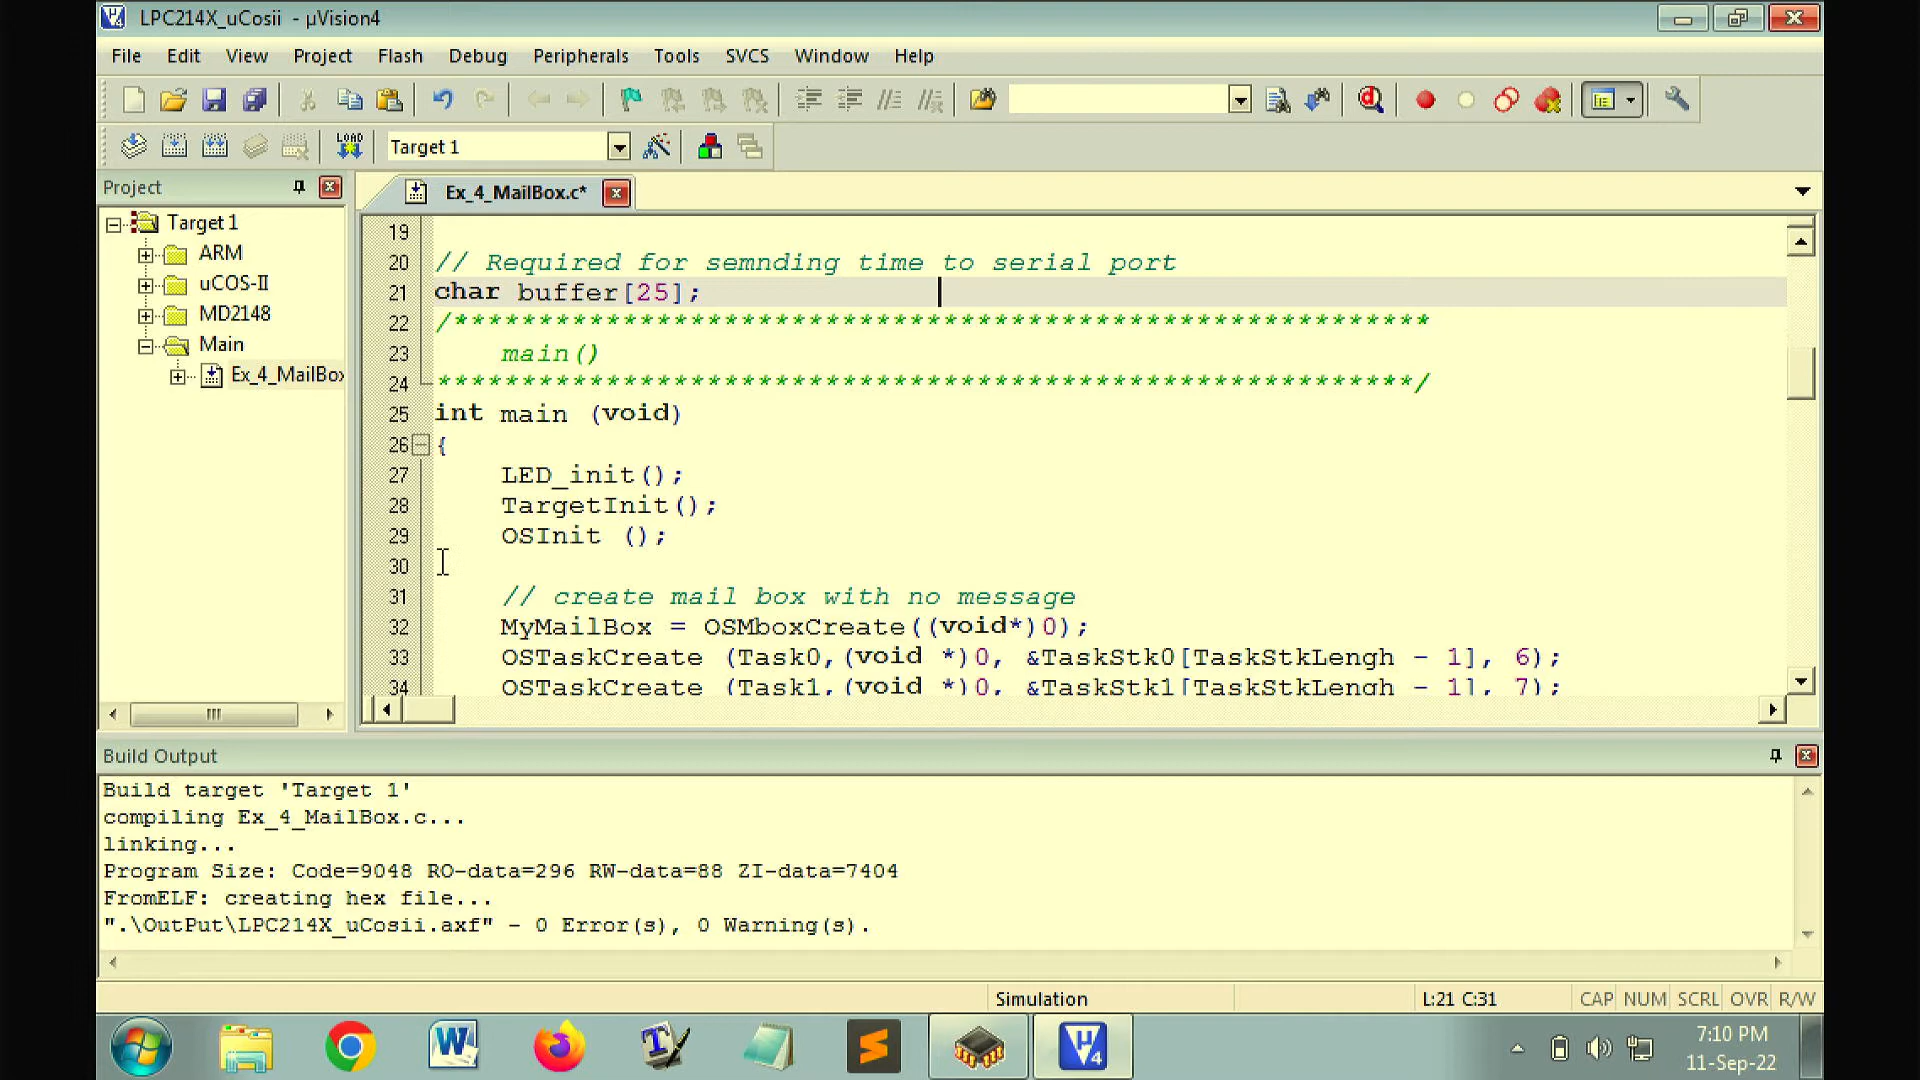 LPC214X_uCosii - µVision4
File Edit View Project Flash Debug Peripherals Tools SVCS Window Help
LOAD Target 1
Project
Target 1
ARM
uCOS-II
MD2148
Main
Ex_4_MailBox
Ex_4_MailBox.c*
19
20 // Required for semnding time to serial port
21 char buffer[25];
22 /***********************************************************
23 main()
24 ***********************************************************/
25 int main (void)
26 {
27 LED_init();
28 TargetInit();
29 OSInit ();
30
31 // create mail box with no message
32 MyMailBox = OSMboxCreate((void*)0);
33 OSTaskCreate (Task0,(void *)0, &TaskStk0[TaskStkLengh - 1], 6);
34 OSTaskCreate (Task1,(void *)0, &TaskStk1[TaskStkLengh - 1], 7);
Build Output
Build target 'Target 1'
compiling Ex_4_MailBox.c...
linking...
Program Size: Code=9048 RO-data=296 RW-data=88 ZI-data=7404
FromELF: creating hex file...
".\OutPut\LPC214X_uCosii.axf" - 0 Error(s), 0 Warning(s).
Simulation L:21 C:31 CAP NUM SCRL OVR R/W
7:10 PM
11-Sep-22